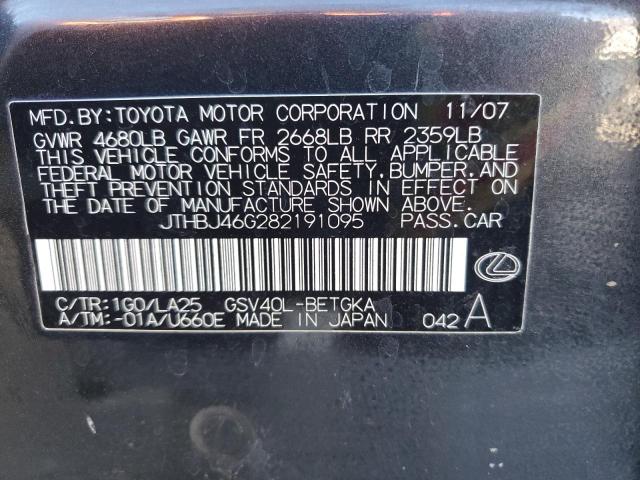 MFD.BY:TOYOTA MOTOR CORPORATION 11/07
GVWR 4680LB GAWR FR 2668LB RR 2359LB
THIS VEHICLE CONFORMS TO ALL APPLICABLE
FEDERAL MOTOR VEHICLE SAFETY,BUMPER,AND
THEFT PREVENTION STANDARDS IN EFFECT ON
THE DATE OF MANUFACTURE SHOWN ABOVE.
JTHBJ46G282191095 PASS.CAR
C/TR:1G0/LA25 GSV40L-BETGKA
A/TM:-01A/U660E MADE IN JAPAN 042 A